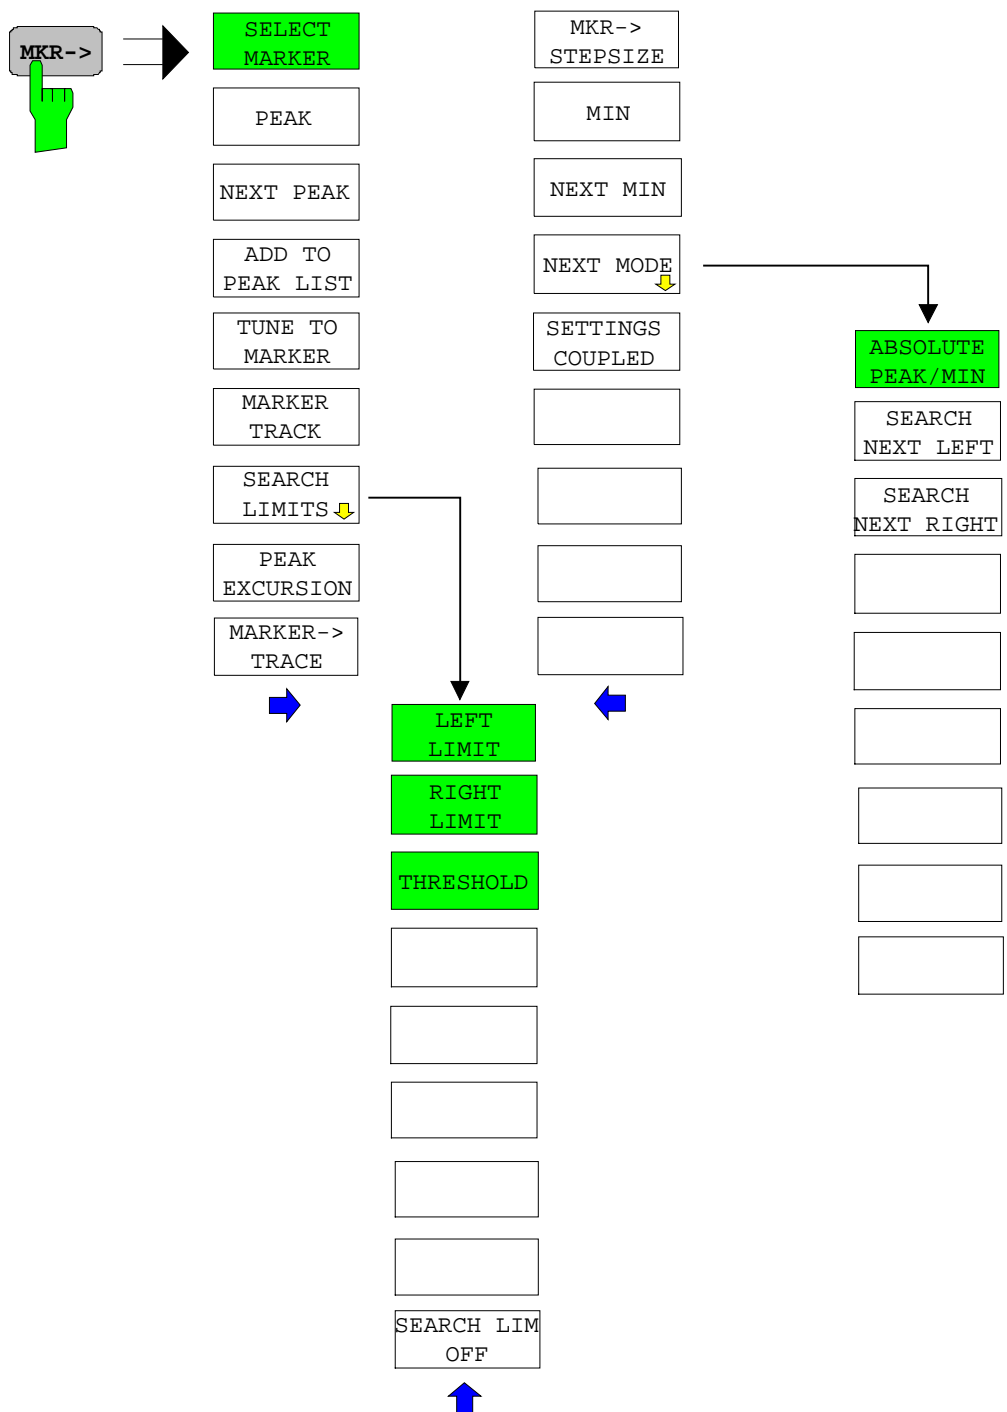 MKR->
SELECT
MARKER
PEAK
NEXT PEAK
ADD TO
PEAK LIST
TUNE TO
MARKER
MARKER
TRACK
SEARCH
LIMITS
PEAK
EXCURSION
MARKER->
TRACE
MKR->
STEPSIZE
MIN
NEXT MIN
NEXT MODE
SETTINGS
COUPLED
ABSOLUTE
PEAK/MIN
SEARCH
NEXT LEFT
SEARCH
NEXT RIGHT
LEFT
LIMIT
RIGHT
LIMIT
THRESHOLD
SEARCH LIM
OFF